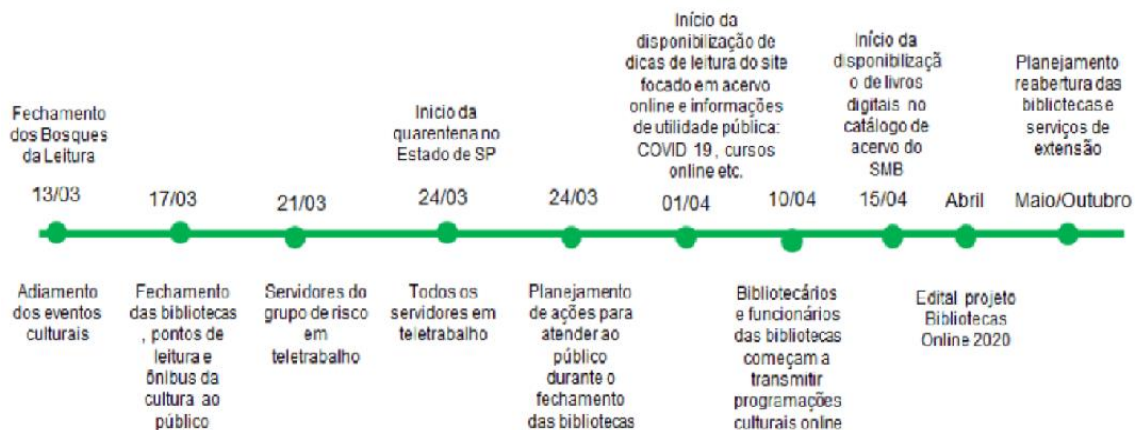 Fechamento
dos Bosques
da Leitura
13/03
Adiamento
dos eventos
culturais
17/03
Fechamento
das bibliotecas
, pontos de
leitura e
ônibus da
cultura ao
público
21/03
Servidores do
grupo de risco
em
teletrabalho
Inicio da
quarentena no
Estado de SP
24/03
Todos os
servidores em
teletrabalho
24/03
Planejamento
de ações para
atender ao
público
durante o
fechamento
das bibliotecas
Início da
disponibilização de
dicas de leitura do site
focado em acervo
online e informações
de utilidade pública:
COVID 19, cursos
online etc.
01/04
10/04
Bibliotecários
e funcionários
das bibliotecas
começam a
transmitir
programações
culturais online
Início da
disponibilizaçã
o de livros
digitais no
catálogo de
acervo do
SMB
15/04
Abril
Edital projeto
Bibliotecas
Online 2020
Planejamento
reabertura das
bibliotecas e
serviços de
extensão
Maio/Outubro